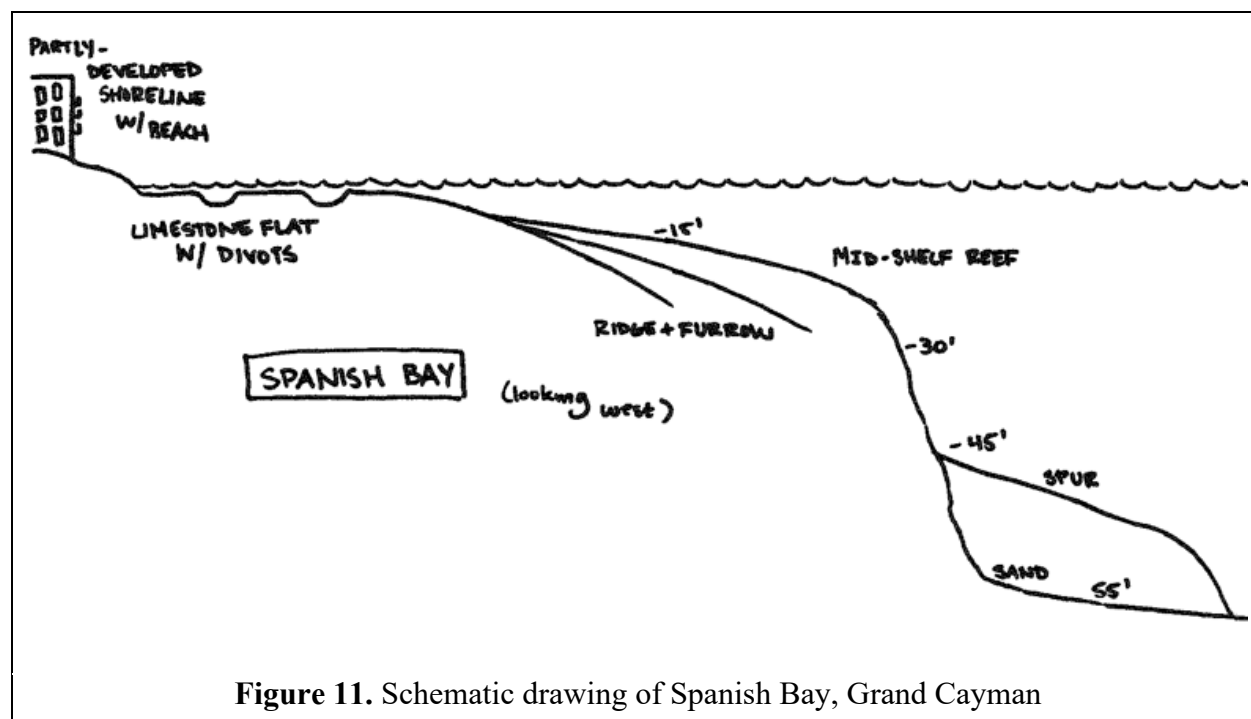 PARTLY-
DEVELOPED
SHORELINE
W/ BEACH
LIMESTONE FLAT
W/ DIVOTS
-15'
MID-SHELF REEF
RIDGE + FURROW
-30'
SPANISH BAY
(looking west)
-45'
SPUR
SAND
55'
Figure 11. Schematic drawing of Spanish Bay, Grand Cayman